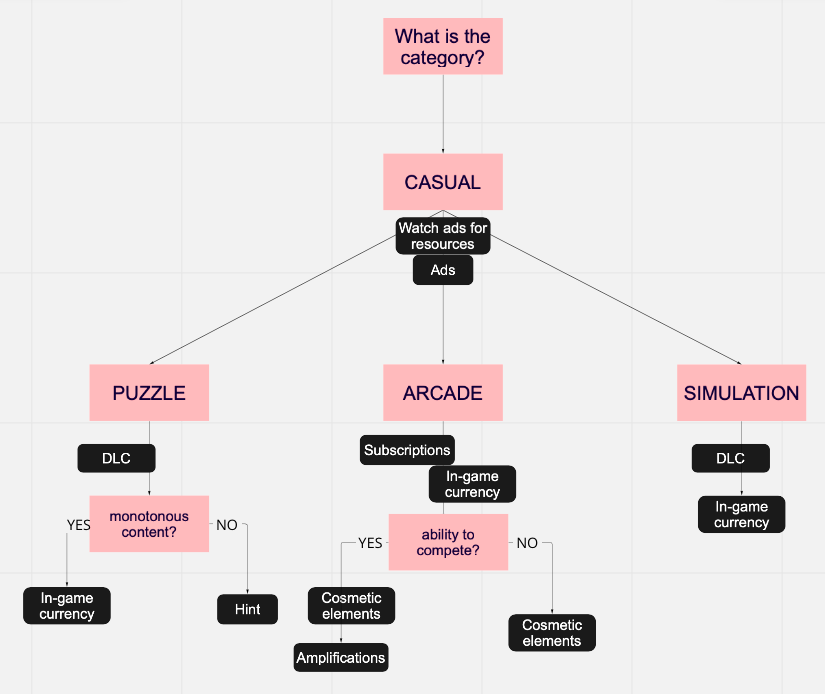 What is the
category?
CASUAL
Watch ads for
resources
Ads
PUZZLE
ARCADE
SIMULATION
DLC
Subscriptions
DLC
In-game
currency
In-game
currency
monotonous
content?
YES
NO
ability to
compete?
YES
NO
In-game
currency
Hint
Cosmetic
elements
Cosmetic
elements
Amplifications